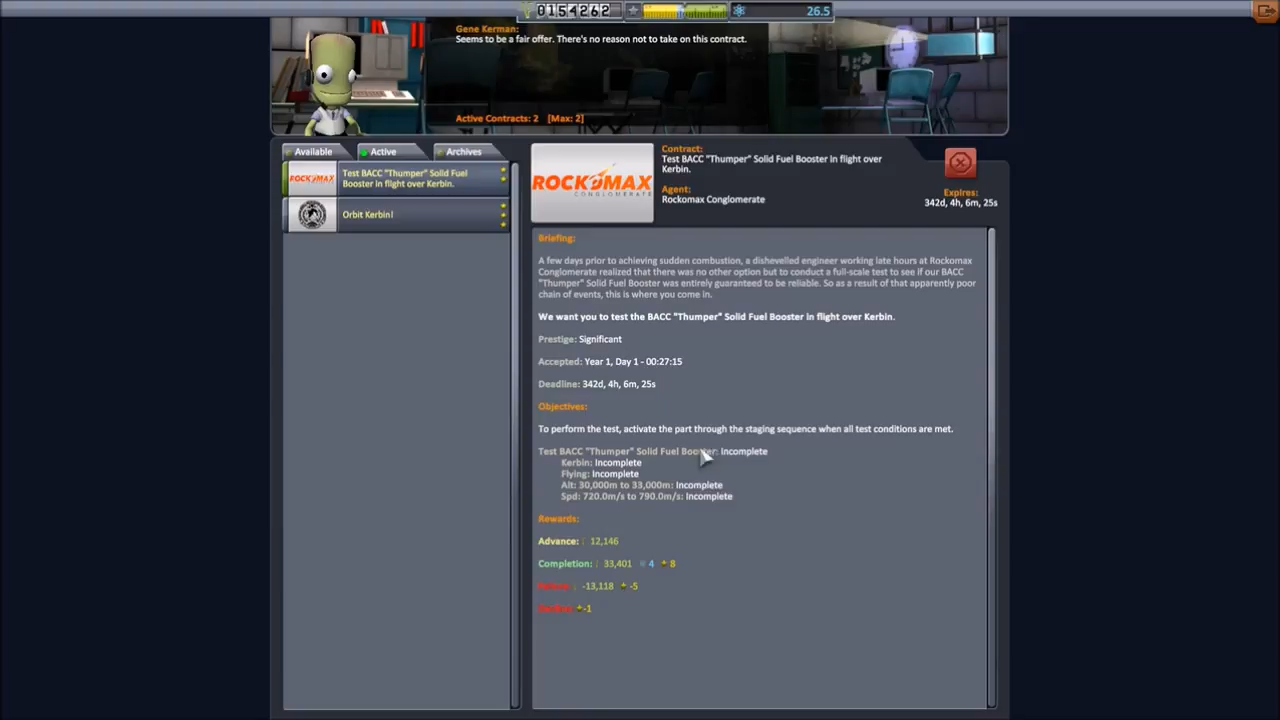 0154262
26.5
Gene Kerman:
Seems to be a fair offer. There's no reason not to take on this contract.
Active Contracts: 2 [Max: 2]
Available
Active
Archives
ROCKOMAX
Test BACC "Thumper" Solid Fuel
Booster in flight over Kerbin.
Orbit Kerbin!
ROCKOMAX
CONGLOMERATE
Contract:
Test BACC "Thumper" Solid Fuel Booster in flight over
Kerbin.
Agent:
Rockomax Conglomerate
Expires:
342d, 4h, 6m, 25s
Briefing:
A few days prior to achieving sudden combustion, a dishevelled engineer working late hours at Rockomax
Conglomerate realized that there was no other option but to conduct a full-scale test to see if our BACC
"Thumper" Solid Fuel Booster was entirely guaranteed to be reliable. So as a result of that apparently poor
chain of events, this is where you come in.
We want you to test the BACC "Thumper" Solid Fuel Booster in flight over Kerbin.
Prestige: Significant
Accepted: Year 1, Day 1 - 00:27:15
Deadline: 342d, 4h, 6m, 25s
Objectives:
To perform the test, activate the part through the staging sequence when all test conditions are met.
Test BACC "Thumper" Solid Fuel Booster: Incomplete
Kerbin: Incomplete
Flying: Incomplete
Alt: 30,000m to 33,000m: Incomplete
Spd: 720.0m/s to 790.0m/s: Incomplete
Rewards:
Advance: 12,146
Completion: 33,401 4 8
-13,118 -5
-1